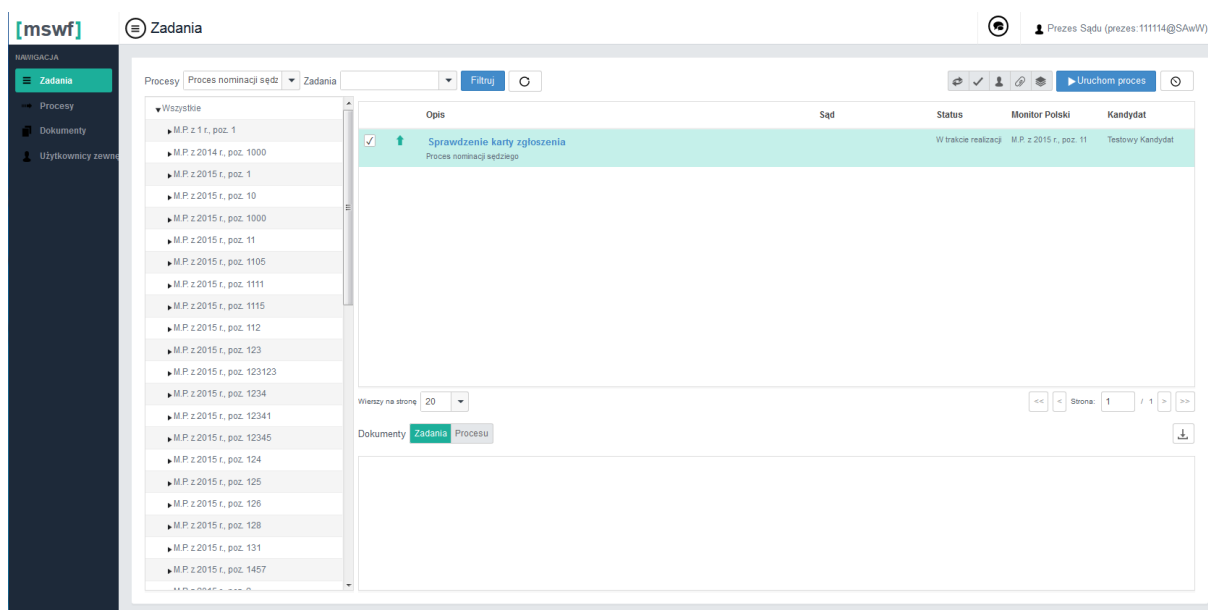 [mswf]
Zadania
Prezes Sądu (prezes:111114@SAwW)
NAWIGACJA
Zadania
Procesy
Dokumenty
Użytkownicy zewnę
Procesy Proces nominacji sędz Zadania Filtruj
Uruchom proces
Wszystkie
M.P. z 1 r., poz. 1
M.P. z 2014 r., poz. 1000
M.P. z 2015 r., poz. 1
M.P. z 2015 r., poz. 10
M.P. z 2015 r., poz. 1000
M.P. z 2015 r., poz. 11
M.P. z 2015 r., poz. 1105
M.P. z 2015 r., poz. 1111
M.P. z 2015 r., poz. 1115
M.P. z 2015 r., poz. 112
M.P. z 2015 r., poz. 123
M.P. z 2015 r., poz. 123123
M.P. z 2015 r., poz. 1234
M.P. z 2015 r., poz. 12341
M.P. z 2015 r., poz. 12345
M.P. z 2015 r., poz. 124
M.P. z 2015 r., poz. 125
M.P. z 2015 r., poz. 126
M.P. z 2015 r., poz. 128
M.P. z 2015 r., poz. 131
M.P. z 2015 r., poz. 1457
Opis Sąd Status Monitor Polski Kandydat
Sprawdzenie karty zgłoszenia W trakcie realizacji M.P. z 2015 r., poz. 11 Testowy Kandydat
Proces nominacji sędziego
Wierszy na stronę 20
<< < Strona: 1 / 1 > >>
Dokumenty Zadania Procesu